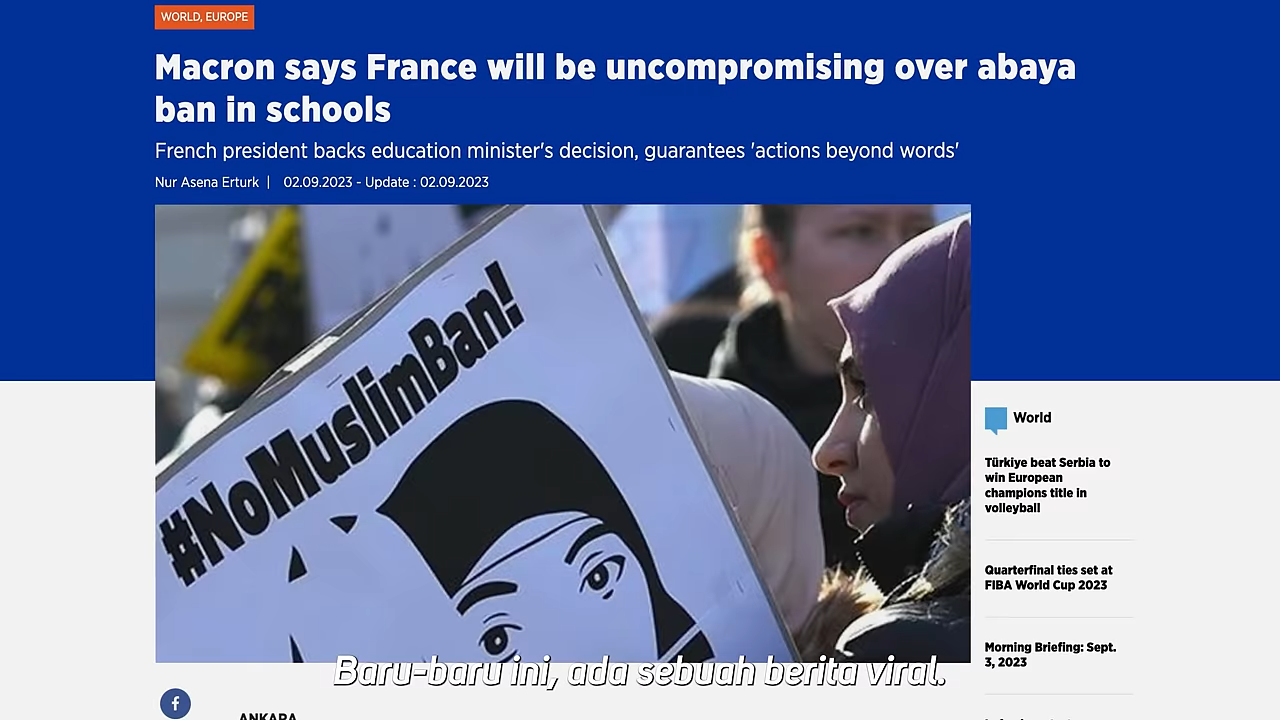 WORLD, EUROPE
Macron says France will be uncompromising over abaya
ban in schools
French president backs education minister's decision, guarantees 'actions beyond words'
Nur Asena Erturk | 02.09.2023 - Update : 02.09.2023
#NoMuslimBan!
World
Türkiye beat Serbia to
win European
champions title in
volleyball
Quarterfinal ties set at
FIBA World Cup 2023
Morning Briefing: Sept.
3, 2023
Baru-baru ini, ada sebuah berita viral.
f
ANKARA